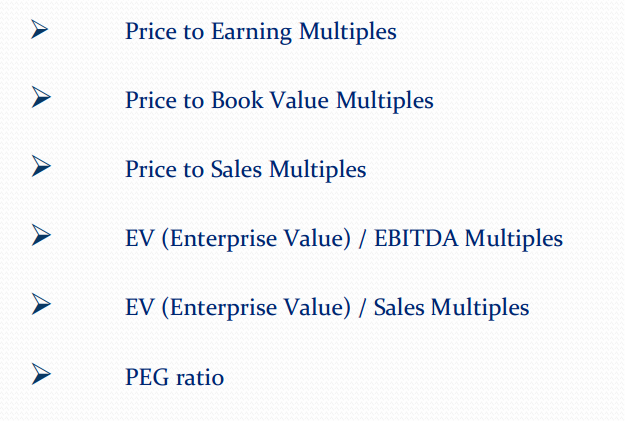 ➢ Price to Earning Multiples
➢ Price to Book Value Multiples
➢ Price to Sales Multiples
➢ EV (Enterprise Value) / EBITDA Multiples
➢ EV (Enterprise Value) / Sales Multiples
➢ PEG ratio